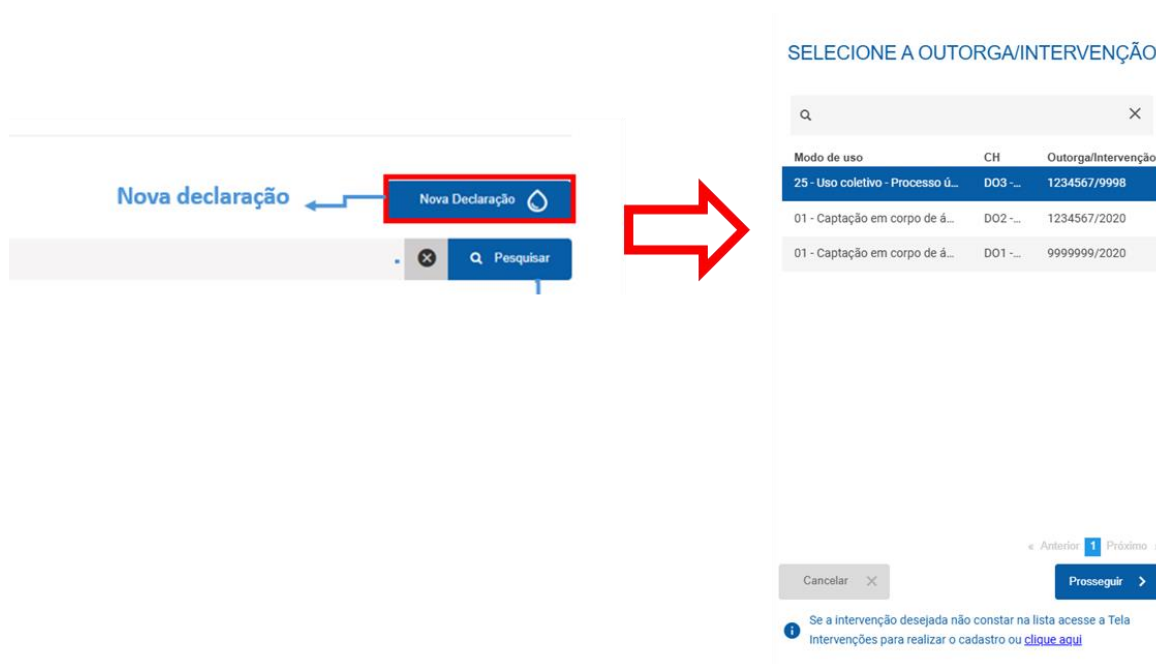 Nova declaração
Nova Declaração
Pesquisar
SELECIONE A OUTORGA/INTERVENÇÃO
Modo de uso CH Outorga/Intervenção
25 - Uso coletivo - Processo ú... DO3 -... 1234567/9998
01 - Captação em corpo de á... DO2 -... 1234567/2020
01 - Captação em corpo de á... DO1 -... 9999999/2020
« Anterior 1 Próximo
Cancelar
Prosseguir
Se a intervenção desejada não constar na lista acesse a Tela
Intervenções para realizar o cadastro ou clique aqui